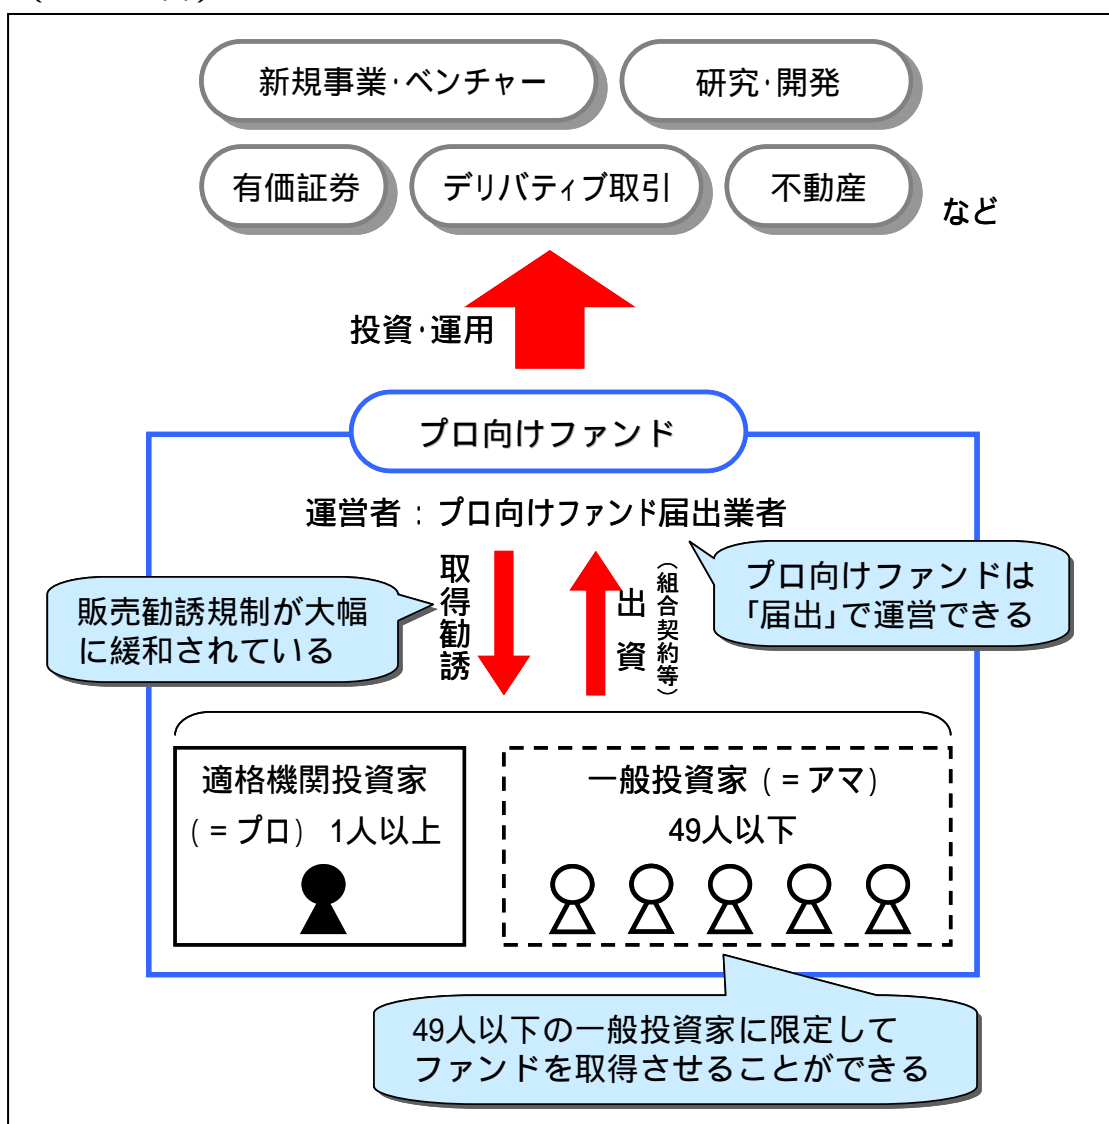 新規事業・ベンチャー
研究・開発
有価証券
デリバティブ取引
不動産
など
投資・運用
プロ向けファンド
運営者：プロ向けファンド届出業者
取得勧誘
出資
（組合契約等）
プロ向けファンドは
「届出」で運営できる
販売勧誘規制が大幅
に緩和されている
適格機関投資家
(＝プロ) 1人以上
一般投資家 (＝アマ)
49人以下
49人以下の一般投資家に限定して
ファンドを取得させることができる